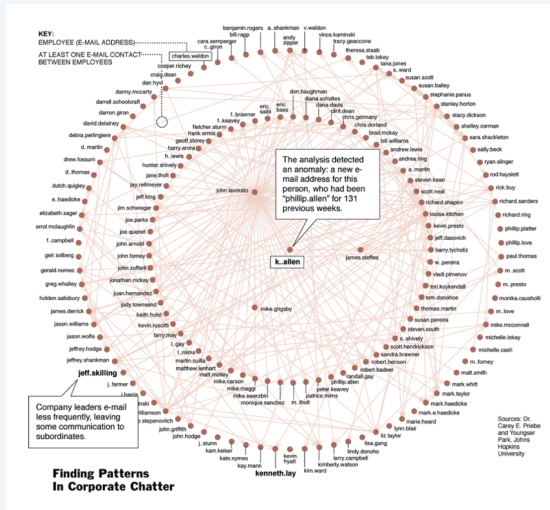 KEY:
EMPLOYEE (E-MAIL ADDRESS)
AT LEAST ONE E-MAIL CONTACT
BETWEEN EMPLOYEES
charles.weldon
benjamin.rogers
bill.rapp
cara.semperger
c..giron
cooper.richey
craig.dean
dan.hyvl
danny.mccarty
darrell.schoolcraft
darron.giron
david.delainey
debra.perlingiere
d..martin
drew.fossum
d..thomas
dutch.quigley
e..haedicke
elizabeth.sager
errol.mclaughlin
f..campbell
geir.solberg
gerald.nemec
greg.whalley
holden.salisbury
james.derrick
jason.williams
jason.wolfe
jeffrey.hodge
jeffrey.shankman
jeff.skilling
j..farmer
j.harris
williamson
stepanovitch
john.griffith
john.hodge
j..sturm
kam.keiser
kate.symes
kay.mann
kenneth.lay
kevin.
hyatt
kim.ward
kimberly.watson
larry.campbell
lindy.donoho
lisa.gang
liz.taylor
lynn.blair
marie.heard
mark.e.haedicke
mark.haedicke
mark.taylor
mark.whitt
matt.smith
m..forney
michelle.cash
michelle.lokay
mike.mcconnell
m..love
monika.causholli
m..presto
m..scott
paul.thomas
phillip.love
phillip.platter
richard.ring
richard.sanders
rick.buy
rod.hayslett
ryan.slinger
sally.beck
sara.shackleton
shelley.corman
stacy.dickson
stanley.horton
stephanie.panus
susan.bailey
susan.scott
s..ward
tana.jones
teb.lokey
theresa.staab
tracy.geaccone
vince.kaminski
v.weldon
andy
zipper
a..shankman
don.baughman
diana.scholtes
dana.davis
clint.dean
chris.germany
chris.dorland
brad.mckay
bill.williams
andrew.lewis
andrea.ring
a..martin
steven.kean
scott.neal
richard.shapiro
louise.kitchen
kevin.presto
jeff.dasovich
barry.tycholiz
w..pereira
vladi.pimenov
tori.kuykendall
tom.donohoe
thomas.martin
susan.pereira
steven.south
s..shively
scott.hendrickson
sandra.brawner
robert.benson
robert.badeer
randall.gay
phillip.allen
peter.keavey
patrice.mims
m..tholt
monique.sanchez
mike.swerzbin
mike.maggi
mike.carson
matt.motley
matthew.lenhart
martin.cuilla
l..mims
l..gay
larry.may
kevin.ruscitti
keith.holst
judy.townsend
juan.hernandez
jonathan.mckay
john.zufferli
john.forney
john.arnold
joe.quenet
joe.parks
jim.schwieger
jeff.king
jay.reitmeyer
jane.tholt
hunter.shively
h..lewis
harry.arora
geoff.storey
frank.ermis
fletcher.sturm
f..keavey
f..brawner
eric.
saibi
eric.
bass
john.lavorato
james.steffes
mike.grigsby
The analysis detected
an anomaly: a new e-
mail address for this
person, who had been
“phillip.allen” for 131
previous weeks.
k..allen
Company leaders e-mail
less frequently, leaving
some communication to
subordinates.
Sources: Dr.
Carey E. Priebe
and Youngser
Park, Johns
Hopkins
University
Finding Patterns
In Corporate Chatter